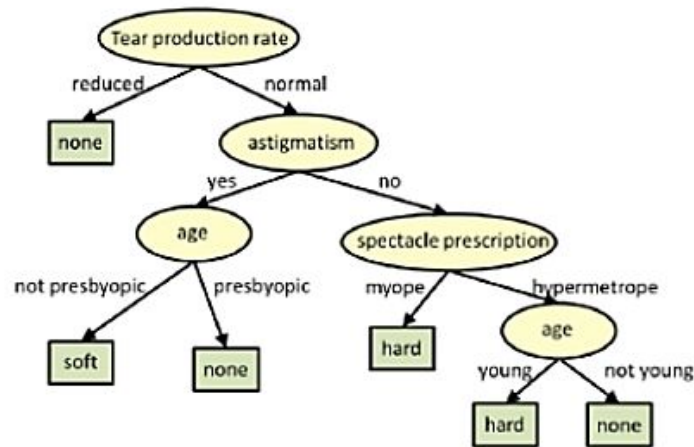 Tear production rate
reduced
normal
none
astigmatism
yes
no
age
spectacle prescription
not presbyopic
presbyopic
myope
hypermetrope
soft
none
hard
age
young
not young
hard
none